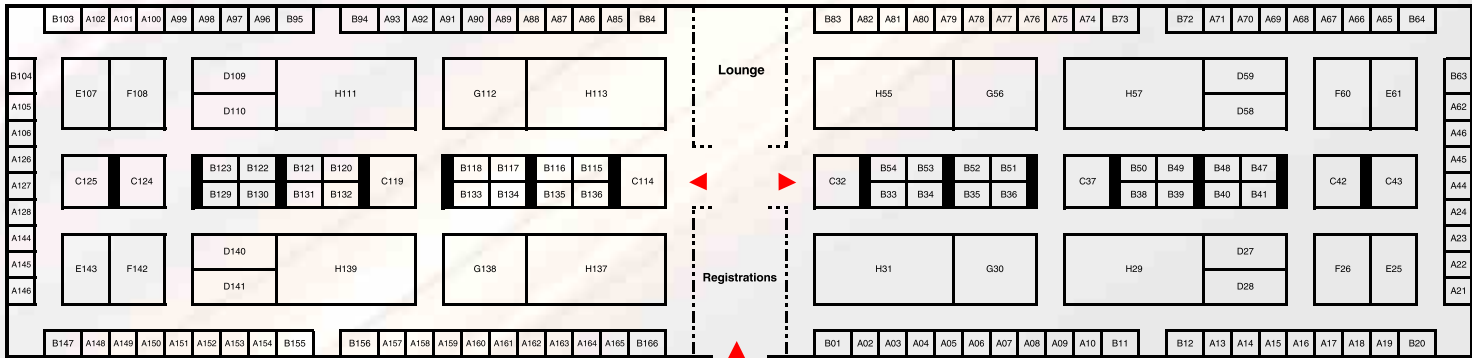 B103 A102 A101 A100 A99 A98 A97 A96 B95 B94 A93 A92 A91 A90 A89 A88 A87 A86 A85 B84 B83 A82 A81 A80 A79 A78 A77 A76 A75 A74 B73 B72 A71 A70 A69 A68 A67 A66 A65 B64
B104 D109 Lounge D59 B63
E107 F108 H111 G112 H113 H55 G56 H57 F60 E61
A105 D110 D58 A62
A106 A46
A126 B123 B122 B121 B120 B118 B117 B116 B115 B54 B53 B52 B51 B50 B49 B48 B47 A45
C125 C124 C119 C114 C32 C37 C42 C43
A127 B129 B130 B131 B132 B133 B134 B135 B136 B33 B34 B35 B36 B38 B39 B40 B41 A44
A128 A24
A144 A23
D140 D27
A145 E143 F142 H139 G138 H137 Registrations H31 G30 H29 F26 E25 A22
A146 D141 D28 A21
B147 A148 A149 A150 A151 A152 A153 A154 B155 B156 A157 A158 A159 A160 A161 A162 A163 A164 A165 B166 B01 A02 A03 A04 A05 A06 A07 A08 A09 A10 B11 B12 A13 A14 A15 A16 A17 A18 A19 B20